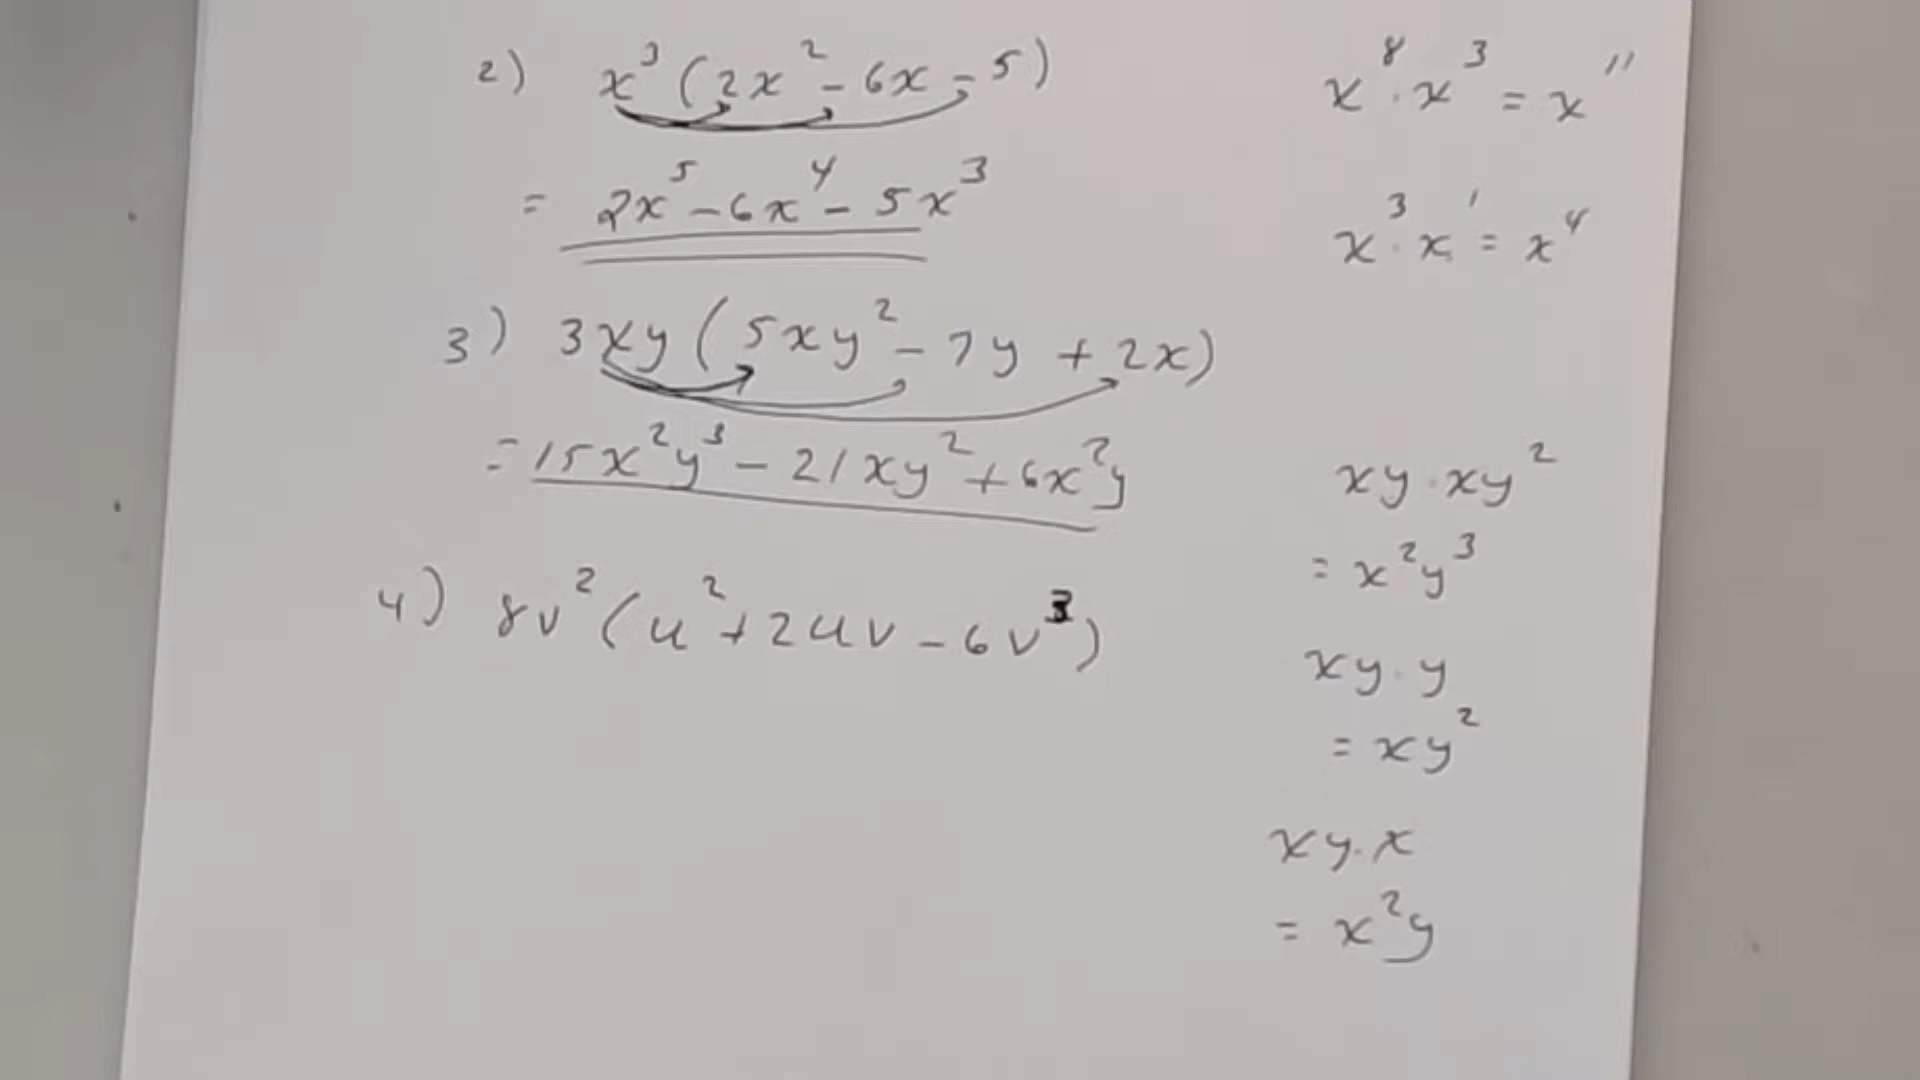 2) x³(2x² - 6x - 5)
= 2x⁵ - 6x⁴ - 5x³
3) 3xy(5xy² - 7y + 2x)
= 15x²y³ - 21xy² + 6x²y
4) 8v²(u² + 2uv - 6v³)
x⁸ · x³ = x¹¹
x³ · x¹ = x⁴
xy · xy²
= x²y³
xy · y
= xy²
xy · x
= x²y